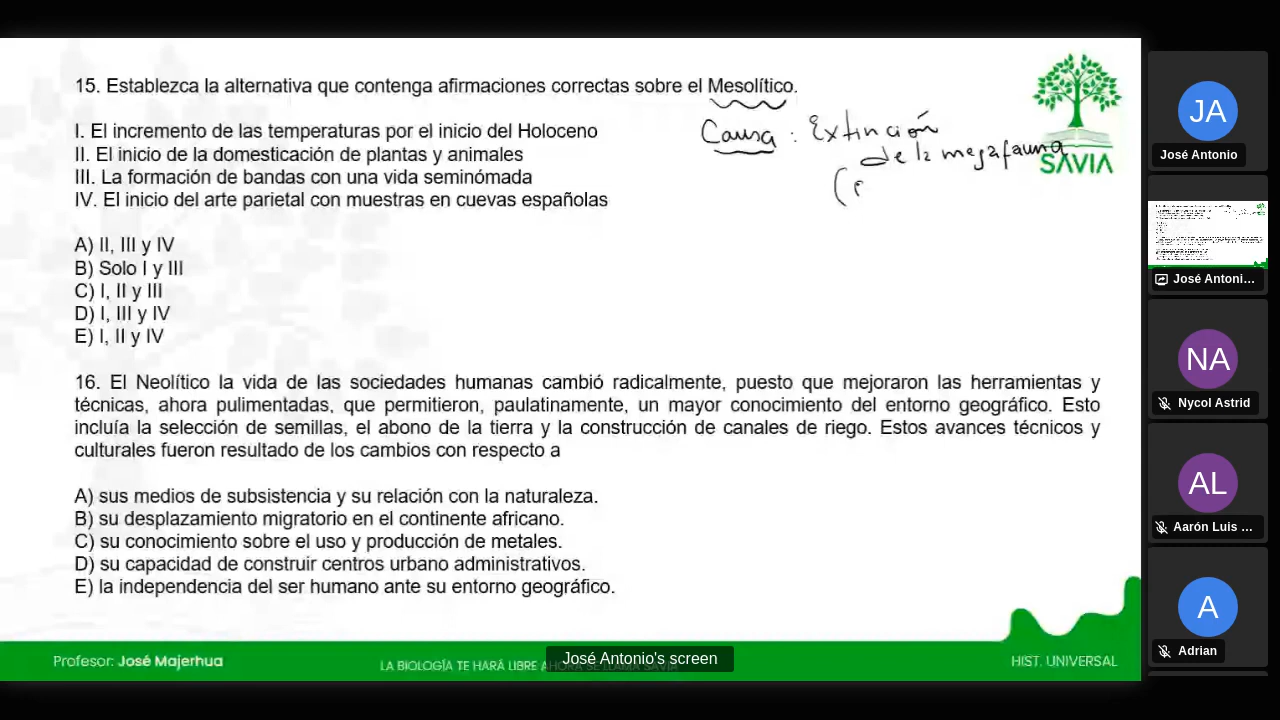 15. Establezca la alternativa que contenga afirmaciones correctas sobre el Mesolítico.
Causa : Extinción
de la megafauna
(
SAVIA
I. El incremento de las temperaturas por el inicio del Holoceno
II. El inicio de la domesticación de plantas y animales
III. La formación de bandas con una vida seminómada
IV. El inicio del arte parietal con muestras en cuevas españolas
A) II, III y IV
B) Solo I y III
C) I, II y III
D) I, III y IV
E) I, II y IV
16. El Neolítico la vida de las sociedades humanas cambió radicalmente, puesto que mejoraron las herramientas y
técnicas, ahora pulimentadas, que permitieron, paulatinamente, un mayor conocimiento del entorno geográfico. Esto
incluía la selección de semillas, el abono de la tierra y la construcción de canales de riego. Estos avances técnicos y
culturales fueron resultado de los cambios con respecto a
A) sus medios de subsistencia y su relación con la naturaleza.
B) su desplazamiento migratorio en el continente africano.
C) su conocimiento sobre el uso y producción de metales.
D) su capacidad de construir centros urbano administrativos.
E) la independencia del ser humano ante su entorno geográfico.
Profesor: José Majerhua
LA BIOLOGÍA TE HARÁ LIBRE AHORA SE LLAMA SAVIA
José Antonio's screen
HIST. UNIVERSAL
JA
José Antonio
José Antoni...
NA
Nycol Astrid
AL
Aarón Luis ...
A
Adrian